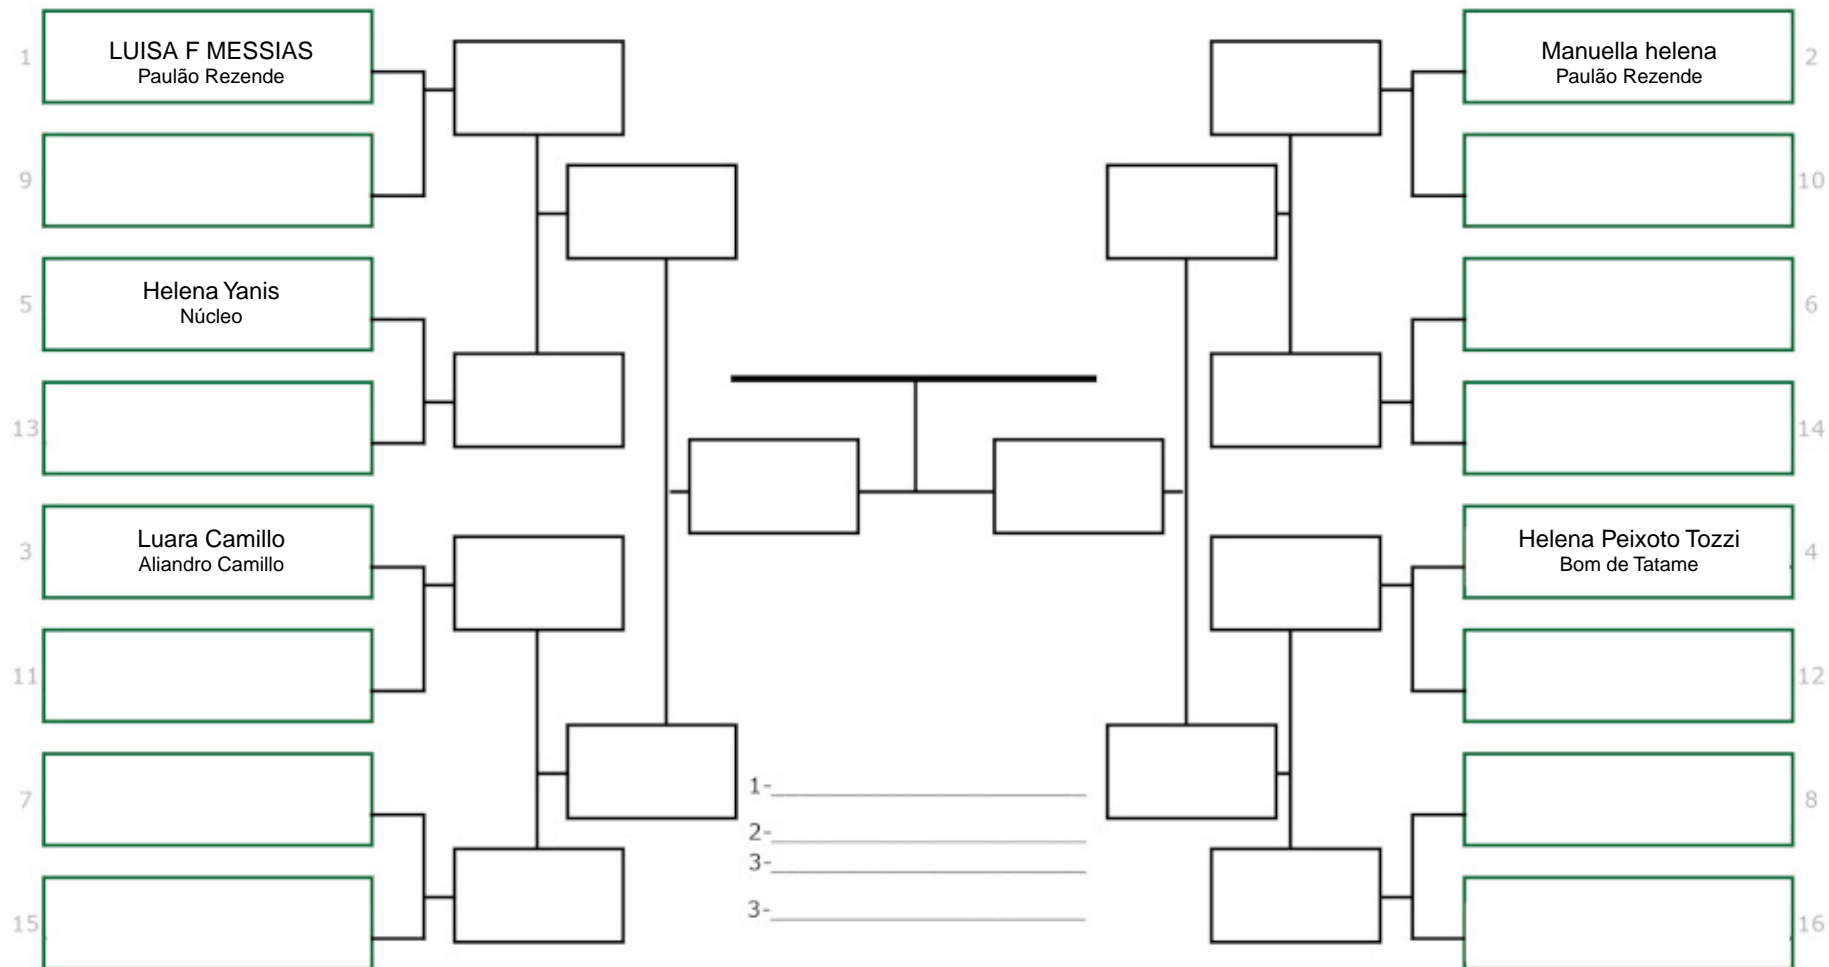 1
LUISA F MESSIAS
Paulão Rezende
9
5
Helena Yanis
Núcleo
13
3
Luara Camillo
Aliandro Camillo
11
7
15
Manuella helena
Paulão Rezende
2
10
6
14
Helena Peixoto Tozzi
Bom de Tatame
4
12
8
16
1-
2-
3-
3-